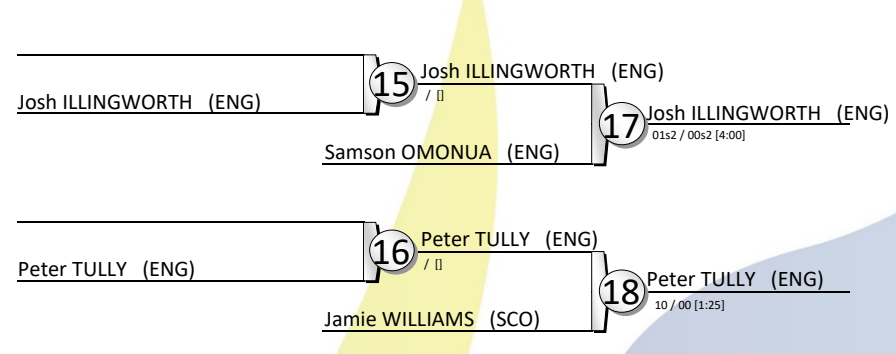 15 Josh ILLINGWORTH (ENG)
/ []
Josh ILLINGWORTH (ENG)
17 Josh ILLINGWORTH (ENG)
01s2 / 00s2 [4:00]
Samson OMONUA (ENG)
16 Peter TULLY (ENG)
/ []
Peter TULLY (ENG)
18 Peter TULLY (ENG)
10 / 00 [1:25]
Jamie WILLIAMS (SCO)